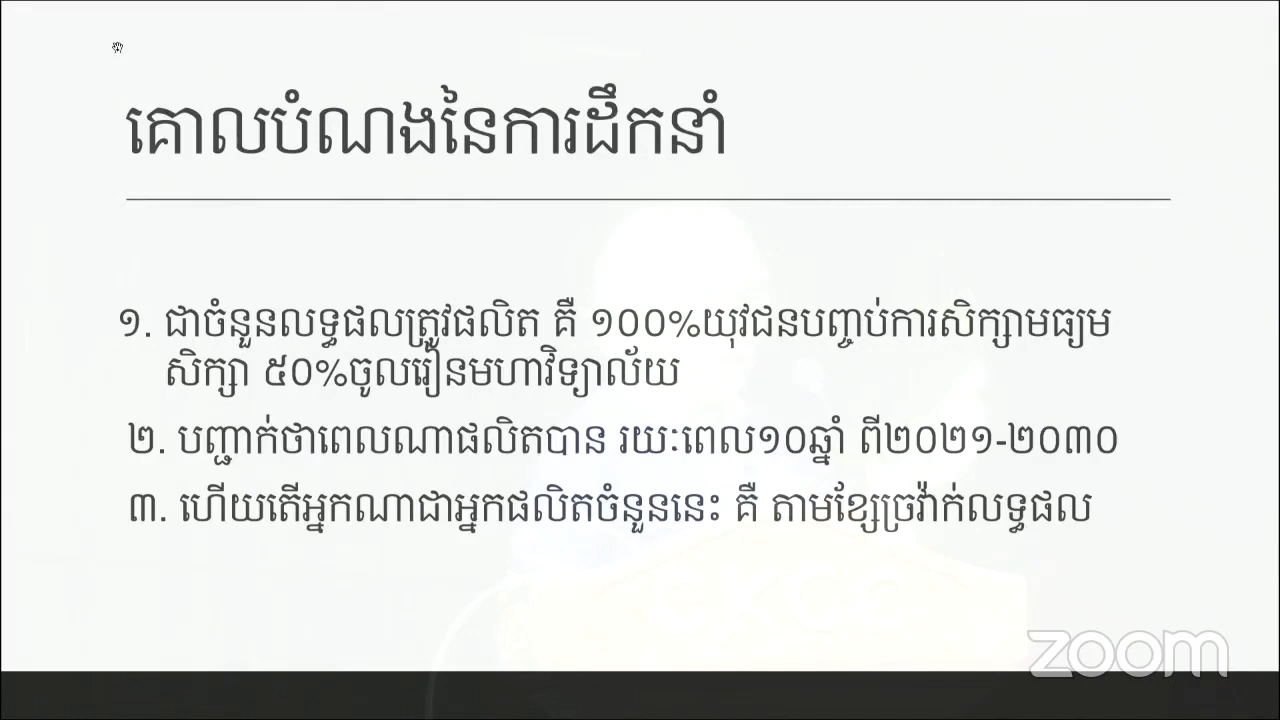 គោលបំណងនៃការដឹកនាំ
១. ជាចំនួនលទ្ធផលត្រូវផលិត គឺ ១០០%យុវជនបញ្ចប់ការសិក្សាមធ្យម
សិក្សា ៥០%ចូលរៀនមហាវិទ្យាល័យ
២. បញ្ជាក់ថាពេលណាផលិតបាន រយៈពេល១០ឆ្នាំ ពី២០២១-២០៣០
៣. ហើយតើអ្នកណាជាអ្នកផលិតចំនួននេះ គឺ តាមខ្សែច្រវ៉ាក់លទ្ធផល
CKCC
zoom